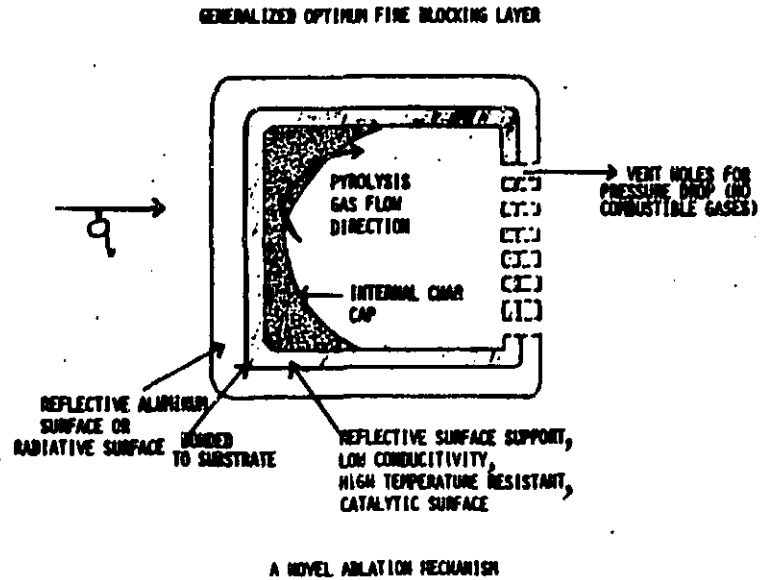 GENERALIZED OPTIMUM FIRE BLOCKING LAYER
PYROLYSIS
GAS FLOW
DIRECTION
VENT HOLES FOR
PRESSURE DROP (NO
COMBUSTIBLE GASES)
INTERNAL CHAR
CAP
q
REFLECTIVE ALUMINUM
SURFACE OR
RADIATIVE SURFACE
BONDED
TO SUBSTRATE
REFLECTIVE SURFACE SUPPORT,
LOW CONDUCITIVITY,
HIGH TEMPERATURE RESISTANT,
CATALYTIC SURFACE
A NOVEL ABLATION MECHANISM